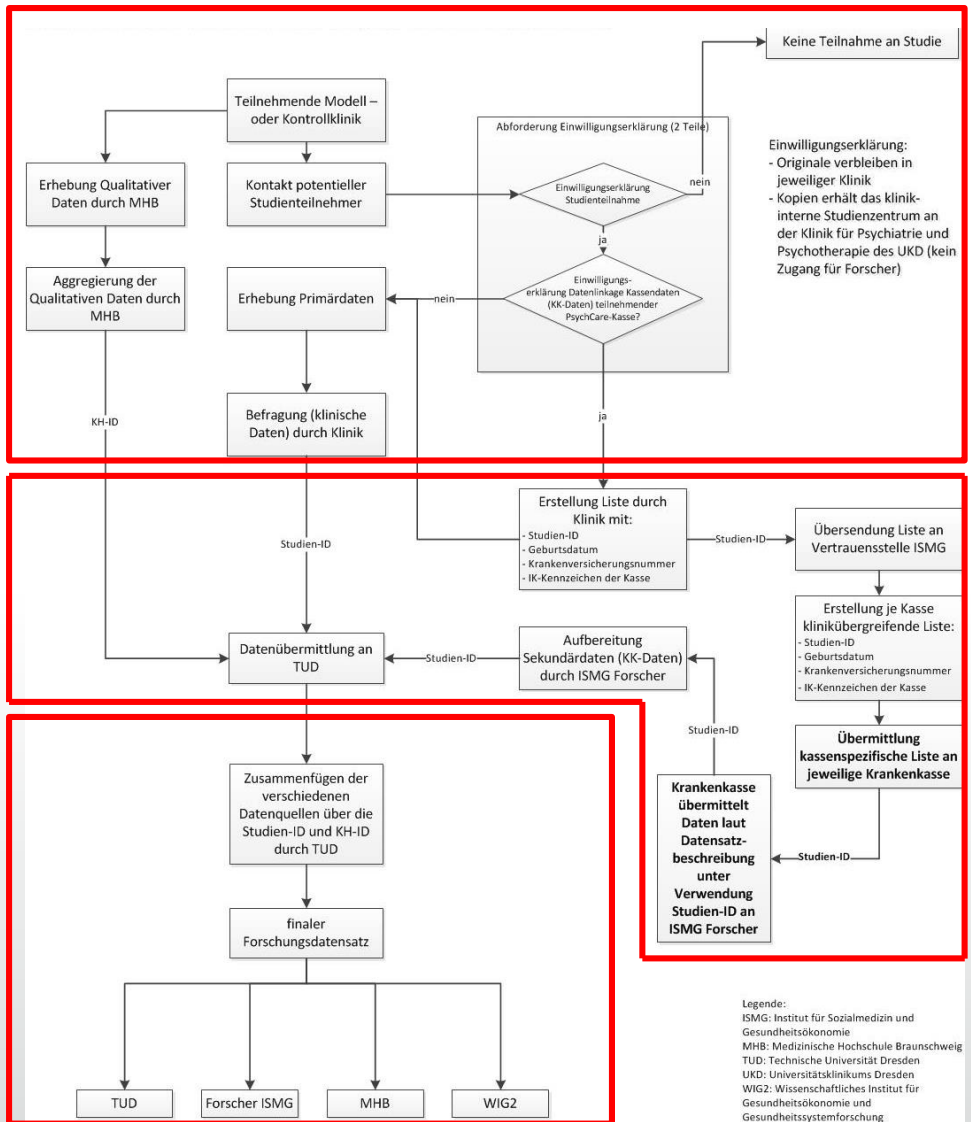 Keine Teilnahme an Studie
Teilnehmende Modell –
oder Kontrollklinik
Abforderung Einwilligungserklärung (2 Teile)
Einwilligungserklärung:
- Originale verbleiben in
jeweiliger Klinik
- Kopien erhält das klinik-
interne Studienzentrum an
der Klinik für Psychiatrie und
Psychotherapie des UKD (kein
Zugang für Forscher)
Erhebung Qualitativer
Daten durch MHB
Kontakt potentieller
Studienteilnehmer
Einwilligungserklärung
Studienteilnahme
nein
ja
Aggregierung der
Qualitativen Daten durch
MHB
Erhebung Primärdaten
nein
Einwilligungs-
erklärung Datenlinkage Kassendaten
(KK-Daten) teilnehmender
PsychCare-Kasse?
ja
KH-ID
Befragung (klinische
Daten) durch Klinik
Studien-ID
Erstellung Liste durch
Klinik mit:
- Studien-ID
- Geburtsdatum
- Krankenversicherungsnummer
- IK-Kennzeichen der Kasse
Studien-ID
Übersendung Liste an
Vertrauensstelle ISMG
Erstellung je Kasse
klinikübergreifende Liste:
- Studien-ID
- Geburtsdatum
- Krankenversicherungsnummer
- IK-Kennzeichen der Kasse
Datenübermittlung an
TUD
Studien-ID
Aufbereitung
Sekundärdaten (KK-Daten)
durch ISMG Forscher
Studien-ID
Übermittlung
kassenspezifische Liste an
jeweilige Krankenkasse
Studien-ID
Krankenkasse
übermittelt
Daten laut
Datensatz-
beschreibung
unter
Verwendung
Studien-ID an
ISMG Forscher
Zusammenfügen der
verschiedenen
Datenquellen über die
Studien-ID und KH-ID
durch TUD
finaler
Forschungsdatensatz
TUD
Forscher ISMG
MHB
WIG2
Legende:
ISMG: Institut für Sozialmedizin und
Gesundheitsökonomie
MHB: Medizinische Hochschule Braunschweig
TUD: Technische Universität Dresden
UKD: Universitätsklinikums Dresden
WIG2: Wissenschaftliches Institut für
Gesundheitsökonomie und
Gesundheitssystemforschung